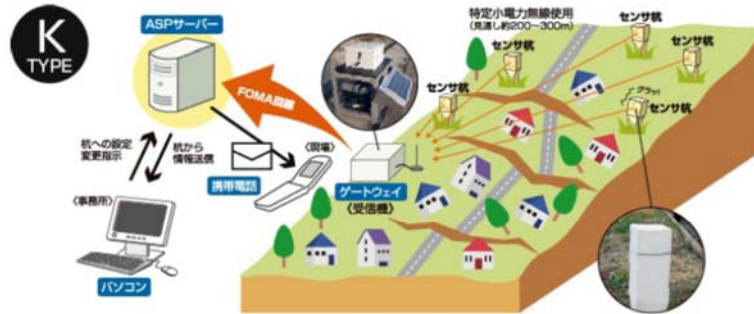 K
TYPE
ASPサーバー
特定小電力無線使用
(見通し約200~300m)
センサ杭
センサ杭
センサ杭
センサ杭
グラッ!
センサ杭
FOMA回線
杭への設定
変更指示
杭から
情報送信
〈現場〉
携帯電話
ゲートウェイ
〈受信機〉
〈事務所〉
パソコン